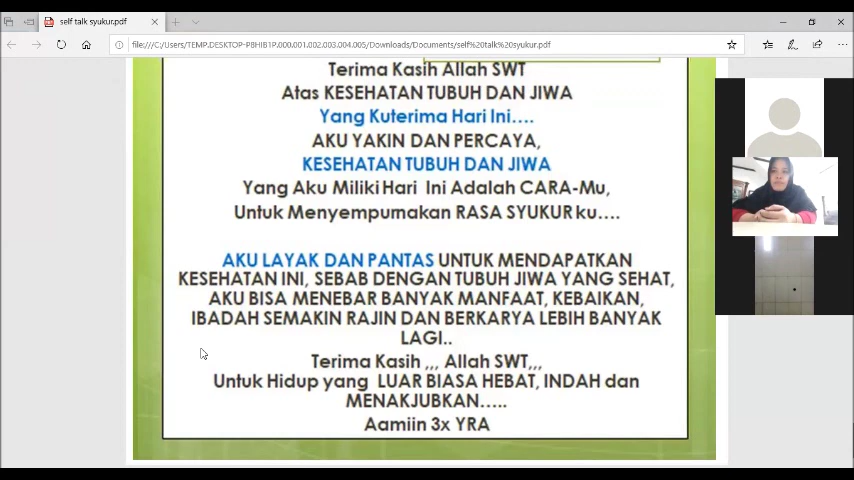 self talk syukur.pdf
file:///C:/Users/TEMP.DESKTOP-P8HIB1P.000.001.002.003.004.005/Downloads/Documents/self%20talk%20syukur.pdf
Terima Kasih Allah SWT
Atas KESEHATAN TUBUH DAN JIWA
Yang Kuterima Hari Ini....
AKU YAKIN DAN PERCAYA,
KESEHATAN TUBUH DAN JIWA
Yang Aku Miliki Hari Ini Adalah CARA-Mu,
Untuk Menyempurnakan RASA SYUKUR ku....
AKU LAYAK DAN PANTAS UNTUK MENDAPATKAN
KESEHATAN INI, SEBAB DENGAN TUBUH JIWA YANG SEHAT,
AKU BISA MENEBAR BANYAK MANFAAT, KEBAIKAN,
IBADAH SEMAKIN RAJIN DAN BERKARYA LEBIH BANYAK
LAGI..
Terima Kasih ,,, Allah SWT,,,
Untuk Hidup yang LUAR BIASA HEBAT, INDAH dan
MENAKJUBKAN.....
Aamiin 3x YRA